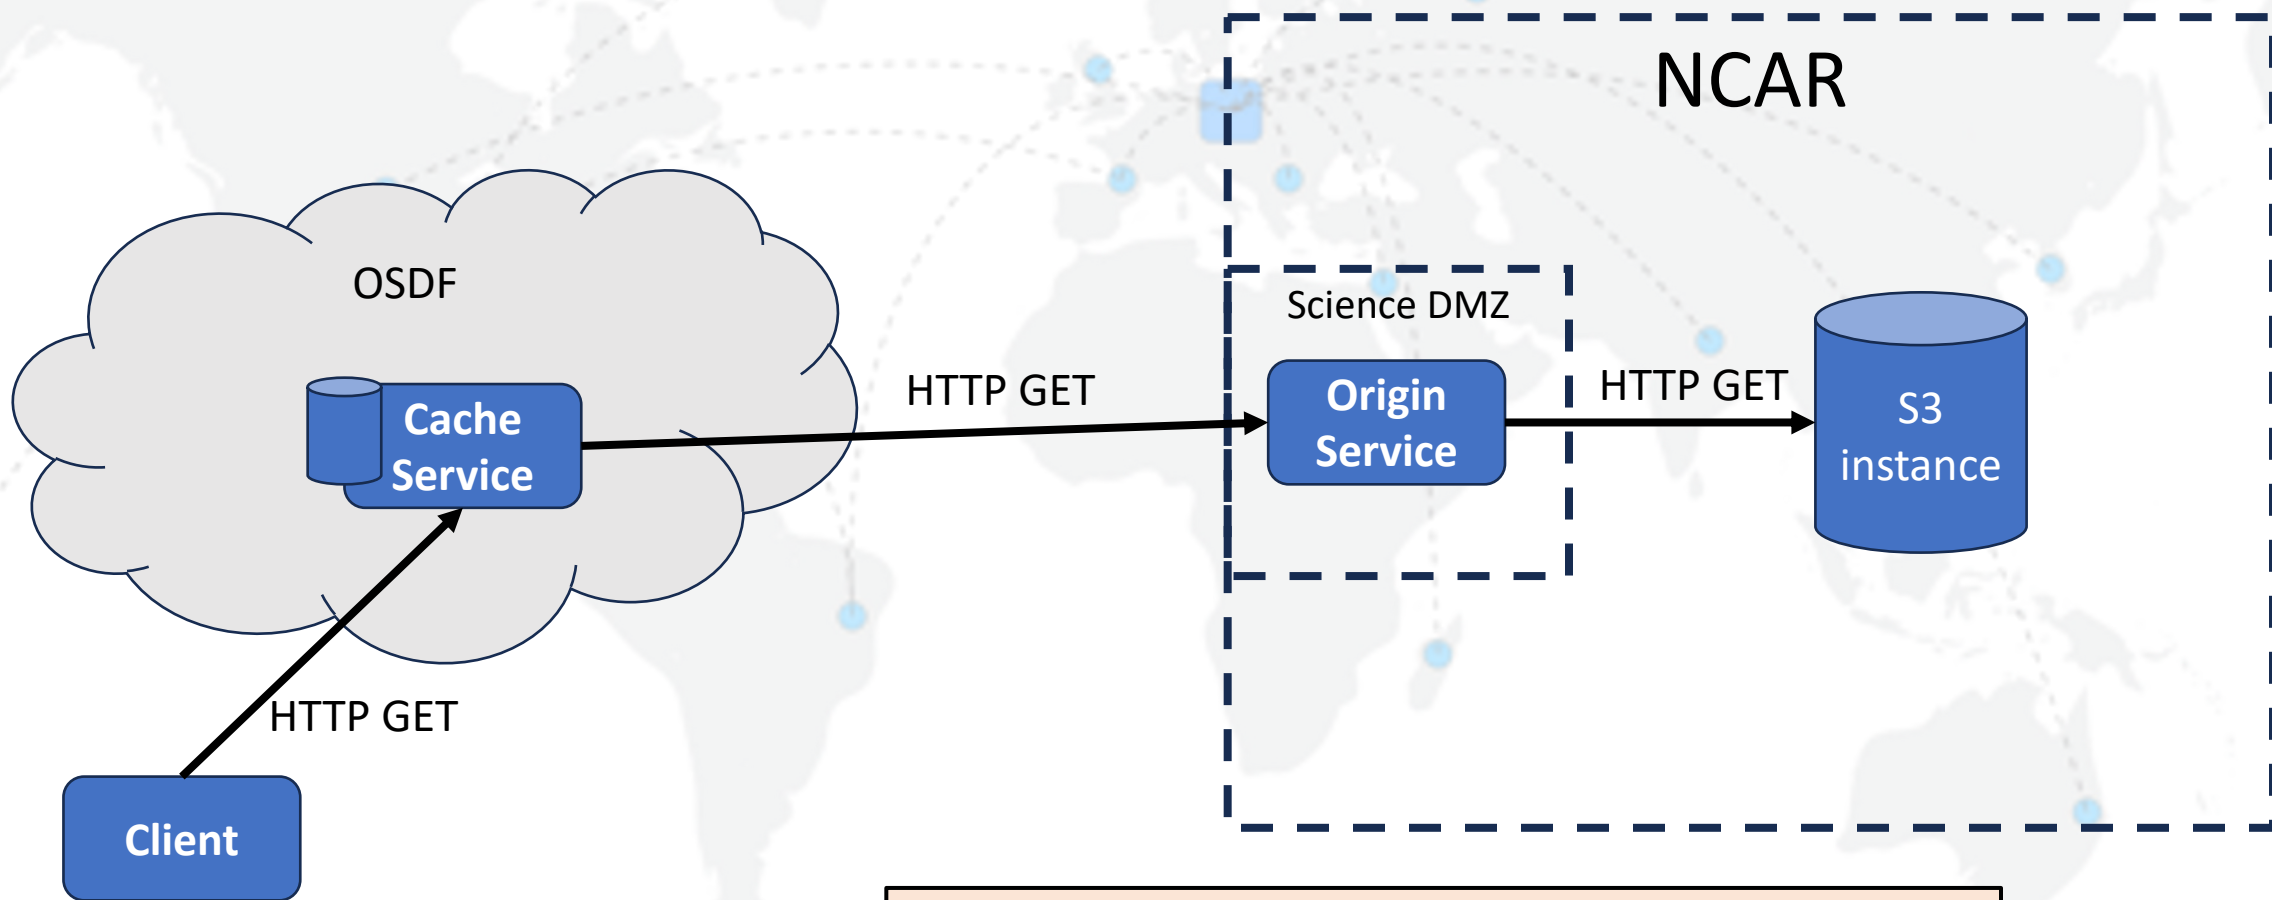 NCAR
OSDF
Science DMZ
HTTP GET
Origin
Service
HTTP GET
S3
instance
Cache
Service
HTTP GET
Client